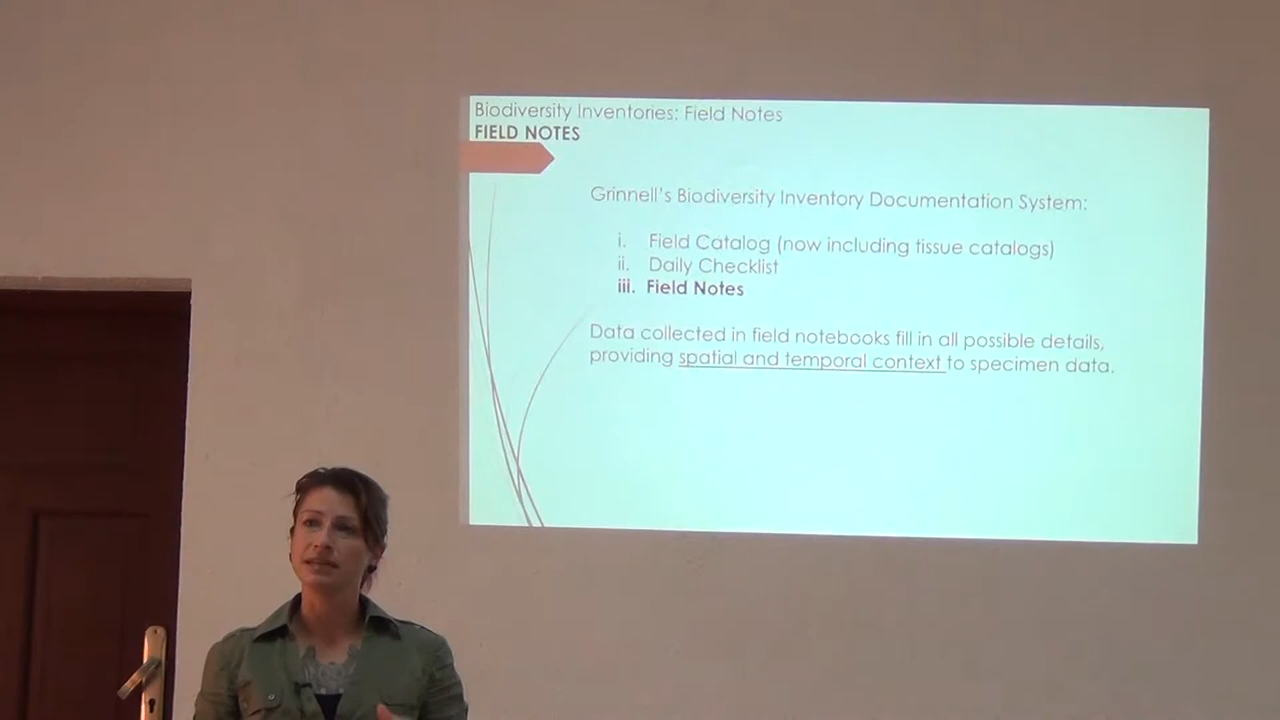 Biodiversity Inventories: Field Notes
FIELD NOTES
Grinnell's Biodiversity Inventory Documentation System:
i. Field Catalog (now including tissue catalogs)
ii. Daily Checklist
iii. Field Notes
Data collected in field notebooks fill in all possible details,
providing spatial and temporal context to specimen data.